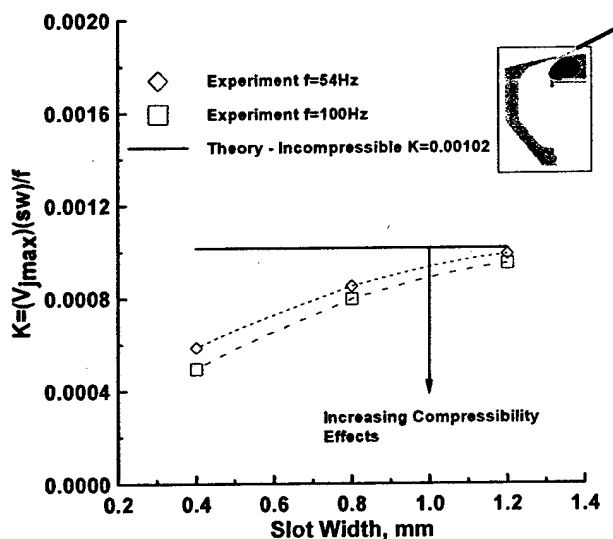 0.0020
0.0016
0.0012
0.0008
0.0004
0.0000
K=(Vjmax)(sw)/f
Experiment f=54Hz
Experiment f=100Hz
Theory - Incompressible K=0.00102
Increasing Compressibility
Effects
0.2 0.4 0.6 0.8 1.0 1.2 1.4
Slot Width, mm